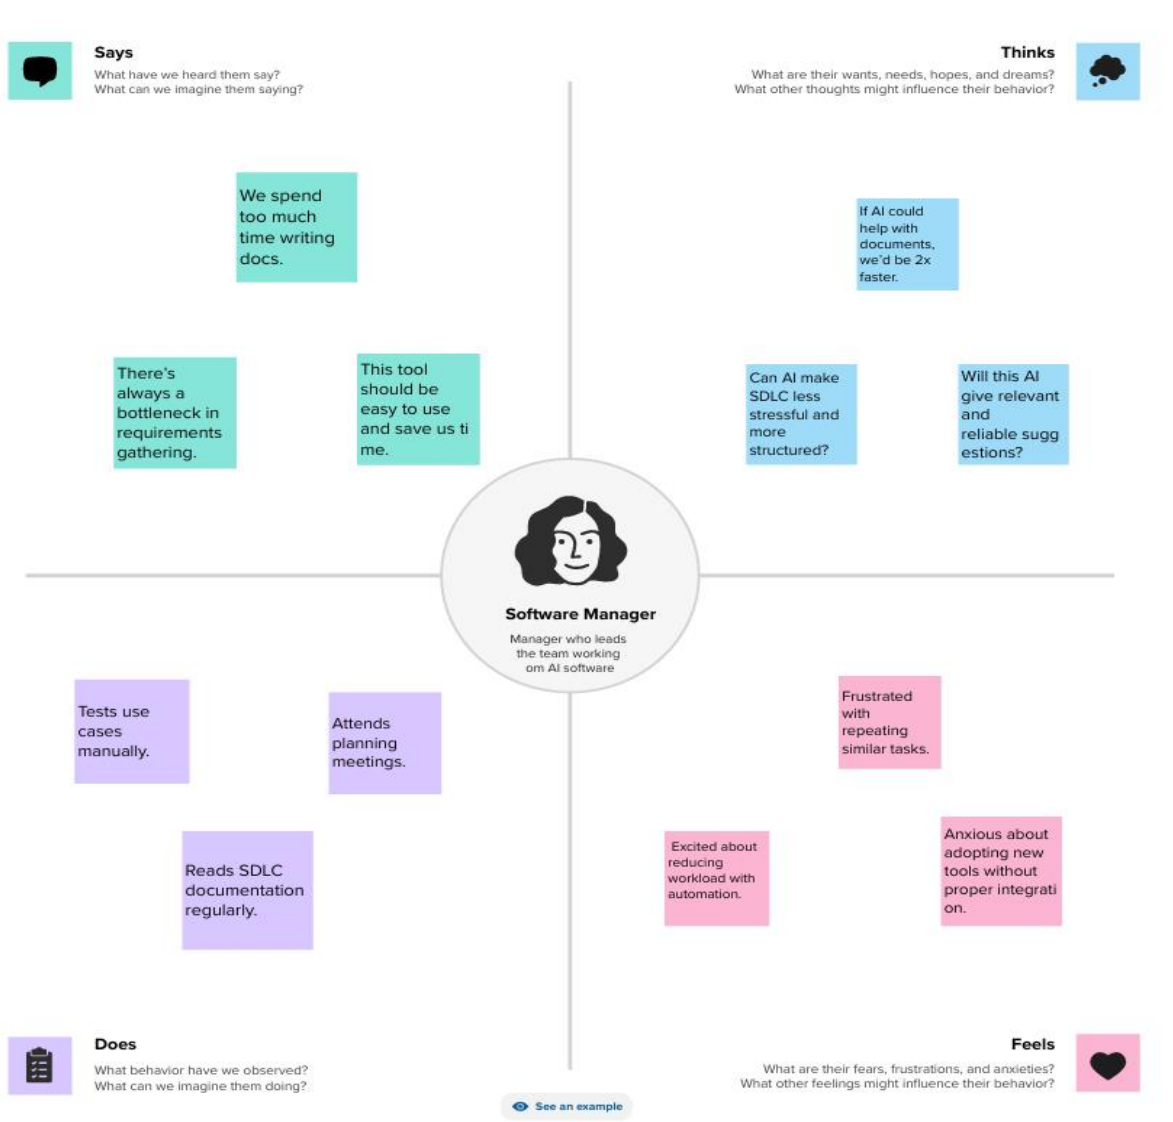 Says
What have we heard them say?
What can we imagine them saying?
Thinks
What are their wants, needs, hopes, and dreams?
What other thoughts might influence their behavior?
We spend
too much
time writing
docs.
There's
always a
bottleneck in
requirements
gathering.
This tool
should be
easy to use
and save us ti
me.
If AI could
help with
documents,
we'd be 2x
faster.
Can AI make
SDLC less
stressful and
more
structured?
Will this AI
give relevant
and
reliable sugg
estions?
Software Manager
Manager who leads
the team working
om AI software
Tests use
cases
manually.
Attends
planning
meetings.
Reads SDLC
documentation
regularly.
Frustrated
with
repeating
similar tasks.
Excited about
reducing
workload with
automation.
Anxious about
adopting new
tools without
proper integrati
on.
Does
What behavior have we observed?
What can we imagine them doing?
Feels
What are their fears, frustrations, and anxieties?
What other feelings might influence their behavior?
See an example